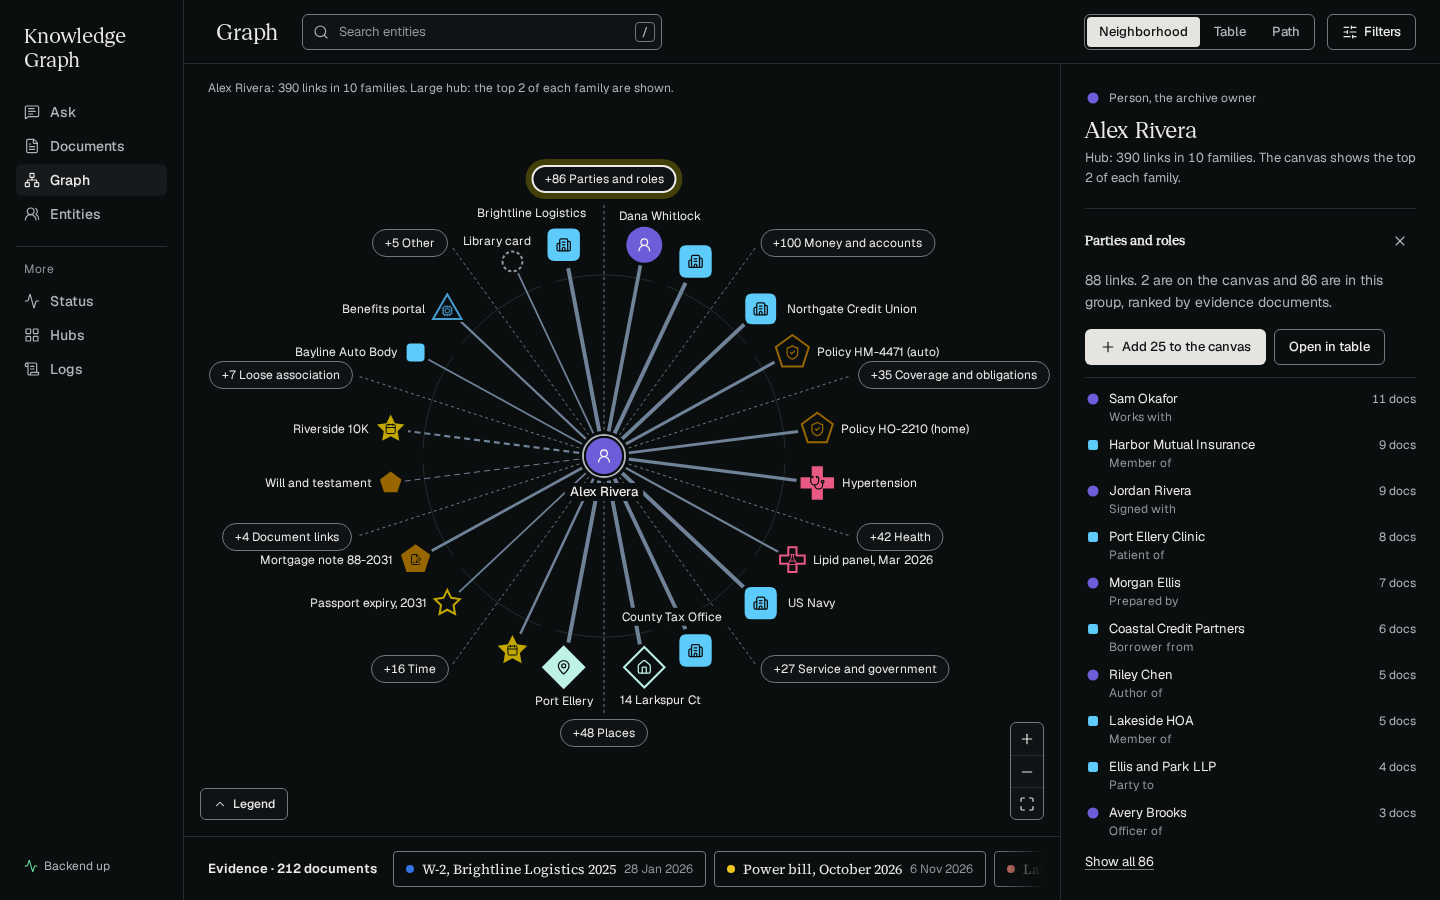 Knowledge
Graph
Ask
Documents
Graph
Entities
More
Status
Hubs
Logs
Backend up
Graph
Search entities
/
Neighborhood
Table
Path
Filters
Alex Rivera: 390 links in 10 families. Large hub: the top 2 of each family are shown.
+86 Parties and roles
Brightline Logistics
Dana Whitlock
+5 Other
Library card
+100 Money and accounts
Benefits portal
Northgate Credit Union
Bayline Auto Body
Policy HM-4471 (auto)
+7 Loose association
+35 Coverage and obligations
Riverside 10K
Policy HO-2210 (home)
Will and testament
Alex Rivera
Hypertension
+4 Document links
+42 Health
Mortgage note 88-2031
Lipid panel, Mar 2026
Passport expiry, 2031
US Navy
County Tax Office
+16 Time
+27 Service and government
Port Ellery
14 Larkspur Ct
+48 Places
Legend
Evidence · 212 documents
W-2, Brightline Logistics 2025 28 Jan 2026
Power bill, October 2026 6 Nov 2026
Person, the archive owner
Alex Rivera
Hub: 390 links in 10 families. The canvas shows the top
2 of each family.
Parties and roles
88 links. 2 are on the canvas and 86 are in this
group, ranked by evidence documents.
Add 25 to the canvas
Open in table
Sam Okafor 11 docs
Works with
Harbor Mutual Insurance 9 docs
Member of
Jordan Rivera 9 docs
Signed with
Port Ellery Clinic 8 docs
Patient of
Morgan Ellis 7 docs
Prepared by
Coastal Credit Partners 6 docs
Borrower from
Riley Chen 5 docs
Author of
Lakeside HOA 5 docs
Member of
Ellis and Park LLP 4 docs
Party to
Avery Brooks 3 docs
Officer of
Show all 86